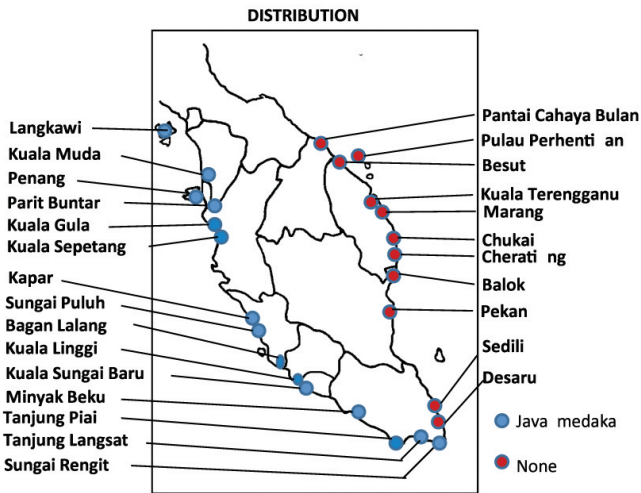 DISTRIBUTION
Langkawi
Kuala Muda
Penang
Parit Buntar
Kuala Gula
Kuala Sepetang
Kapar
Sungai Puluh
Bagan Lalang
Kuala Linggi
Kuala Sungai Baru
Minyak Beku
Tanjung Piai
Tanjung Langsat
Sungai Rengit
Pantai Cahaya Bulan
Pulau Perhenti an
Besut
Kuala Terengganu
Marang
Chukai
Cherati ng
Balok
Pekan
Sedili
Desaru
Java medaka
None